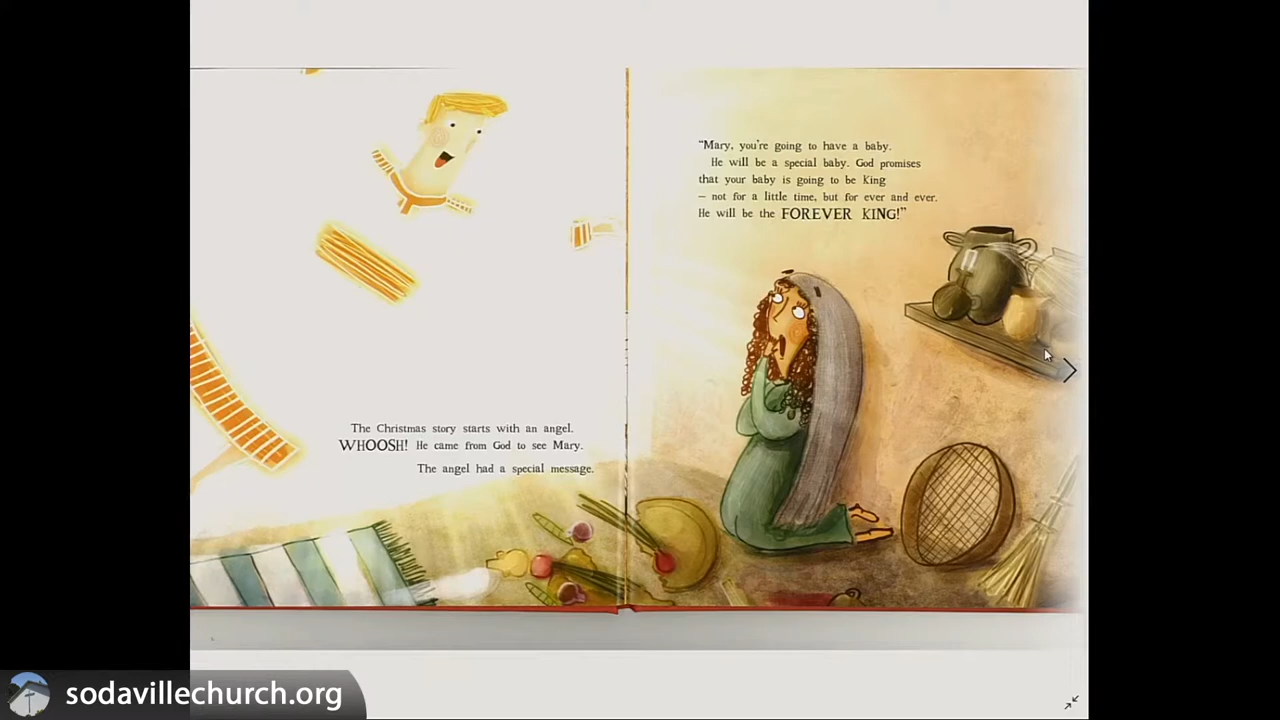 The Christmas story starts with an angel.
WHOOSH! He came from God to see Mary.
The angel had a special message.
“Mary, you’re going to have a baby.
He will be a special baby. God promises
that your baby is going to be King
– not for a little time, but for ever and ever.
He will be the FOREVER KING!”
sodavillechurch.org